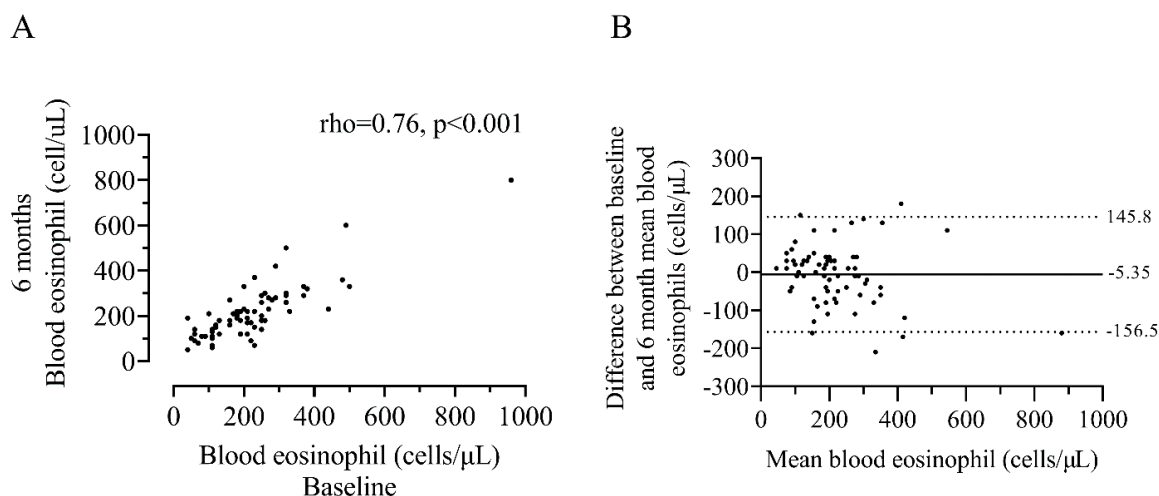 A
rho=0.76, p<0.001
6 months
Blood eosinophil (cell/uL)
1000
800
600
400
200
0
0 200 400 600 800 1000
Blood eosinophil (cells/μL)
Baseline
B
Difference between baseline
and 6 month mean blood
eosinophils (cells/μL)
300
200
100
0
-100
-200
-300
145.8
-5.35
-156.5
0 200 400 600 800 1000
Mean blood eosinophil (cells/μL)